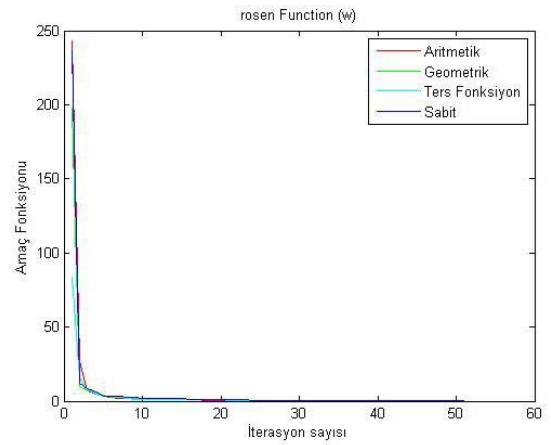 rosen Function (w)
250
200
150
100
50
0
0
10
20
30
40
50
60
Amaç Fonksiyonu
İterasyon sayısı
Aritmetik
Geometrik
Ters Fonksiyon
Sabit